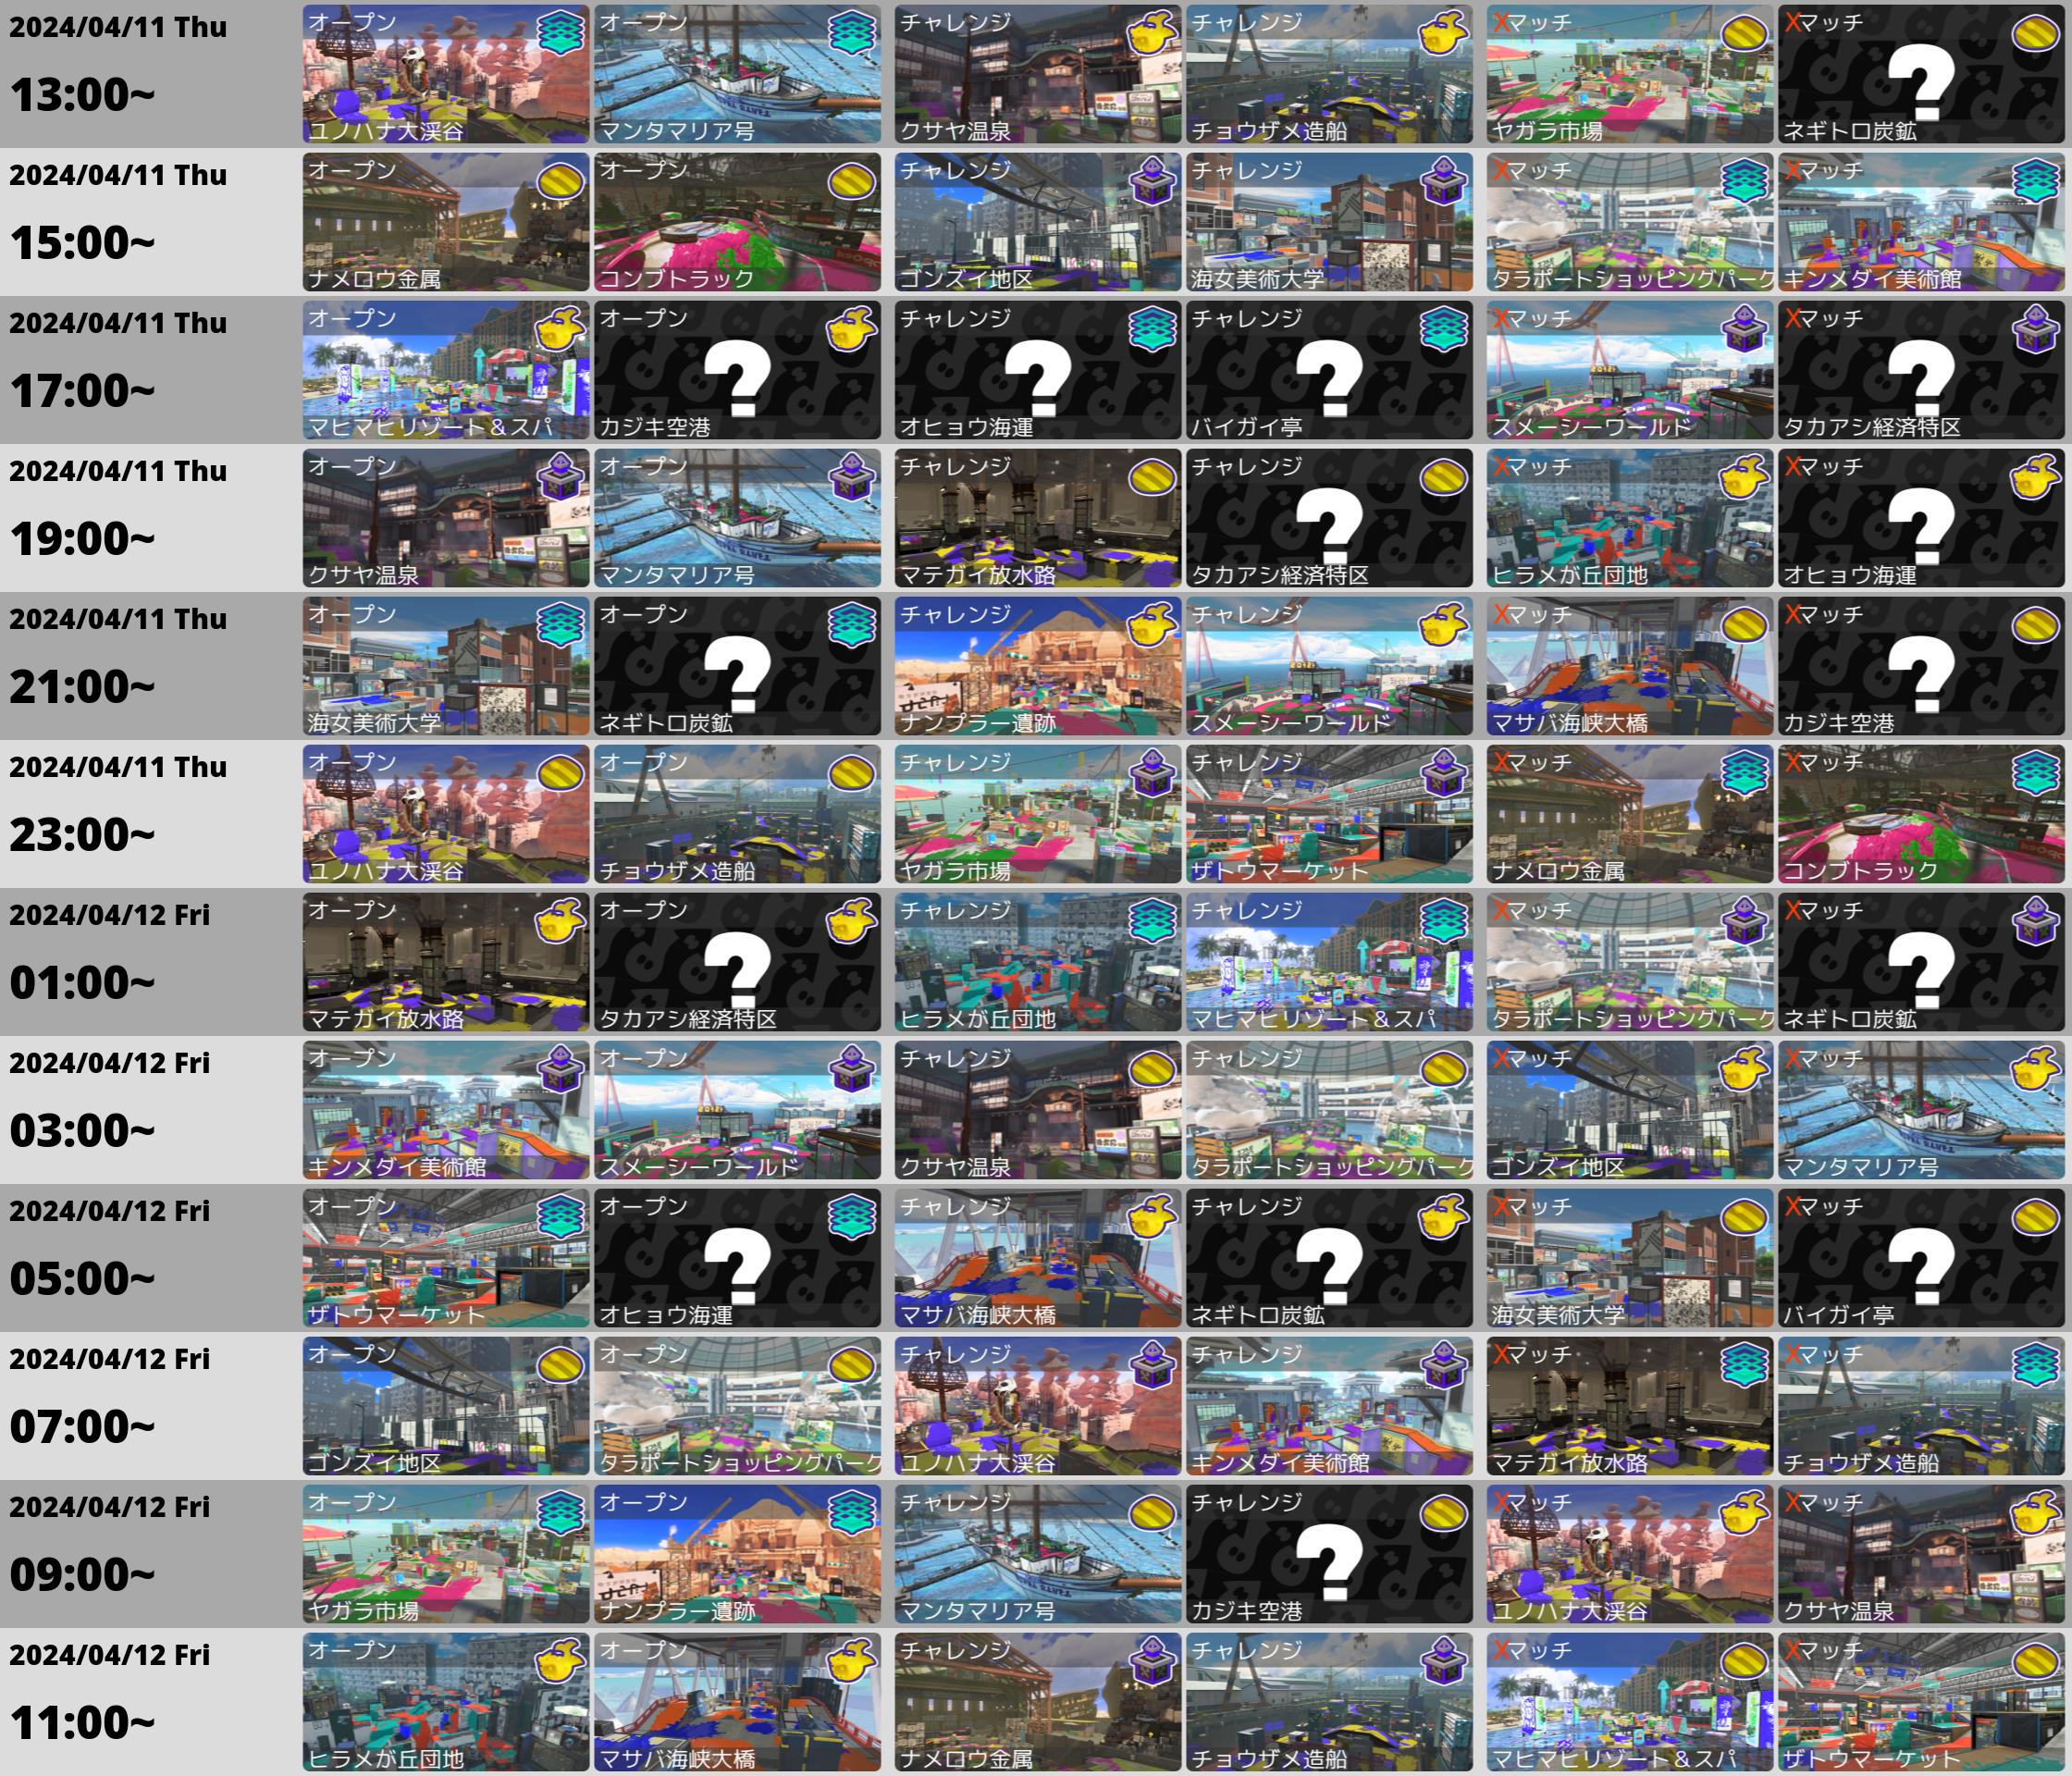 2024/04/11 Thu
13:00~
オープン
ユノハナ大渓谷
オープン
マンタマリア号
チャレンジ
クサヤ温泉
チャレンジ
チョウザメ造船
Xマッチ
ヤガラ市場
Xマッチ
ネギトロ炭鉱
2024/04/11 Thu
15:00~
オープン
ナメロウ金属
オープン
コンブトラック
チャレンジ
ゴンズイ地区
チャレンジ
海女美術大学
Xマッチ
タラポートショッピングパーク
Xマッチ
キンメダイ美術館
2024/04/11 Thu
17:00~
オープン
マヒマヒリゾート＆スパ
オープン
?
カジキ空港
チャレンジ
?
オヒョウ海運
チャレンジ
?
バイガイ亭
Xマッチ
スメーシーワールド
Xマッチ
?
タカアシ経済特区
2024/04/11 Thu
19:00~
オープン
クサヤ温泉
オープン
マンタマリア号
チャレンジ
マテガイ放水路
チャレンジ
?
タカアシ経済特区
Xマッチ
ヒラメが丘団地
Xマッチ
?
オヒョウ海運
2024/04/11 Thu
21:00~
オープン
海女美術大学
オープン
?
ネギトロ炭鉱
チャレンジ
ナンプラー遺跡
チャレンジ
スメーシーワールド
Xマッチ
マサバ海峡大橋
Xマッチ
?
カジキ空港
2024/04/11 Thu
23:00~
オープン
ユノハナ大渓谷
オープン
チョウザメ造船
チャレンジ
ヤガラ市場
チャレンジ
ザトウマーケット
Xマッチ
ナメロウ金属
Xマッチ
コンブトラック
2024/04/12 Fri
01:00~
オープン
マテガイ放水路
オープン
?
タカアシ経済特区
チャレンジ
ヒラメが丘団地
チャレンジ
マヒマヒリゾート＆スパ
Xマッチ
タラポートショッピングパーク
Xマッチ
?
ネギトロ炭鉱
2024/04/12 Fri
03:00~
オープン
キンメダイ美術館
オープン
スメーシーワールド
チャレンジ
クサヤ温泉
チャレンジ
タラポートショッピングパーク
Xマッチ
ゴンズイ地区
Xマッチ
マンタマリア号
2024/04/12 Fri
05:00~
オープン
ザトウマーケット
オープン
?
オヒョウ海運
チャレンジ
マサバ海峡大橋
チャレンジ
?
ネギトロ炭鉱
Xマッチ
海女美術大学
Xマッチ
?
バイガイ亭
2024/04/12 Fri
07:00~
オープン
ゴンズイ地区
オープン
タラポートショッピングパーク
チャレンジ
ユノハナ大渓谷
チャレンジ
キンメダイ美術館
Xマッチ
マテガイ放水路
Xマッチ
チョウザメ造船
2024/04/12 Fri
09:00~
オープン
ヤガラ市場
オープン
ナンプラー遺跡
チャレンジ
マンタマリア号
チャレンジ
?
カジキ空港
Xマッチ
ユノハナ大渓谷
Xマッチ
クサヤ温泉
2024/04/12 Fri
11:00~
オープン
ヒラメが丘団地
オープン
マサバ海峡大橋
チャレンジ
ナメロウ金属
チャレンジ
チョウザメ造船
Xマッチ
マヒマヒリゾート＆スパ
Xマッチ
ザトウマーケット